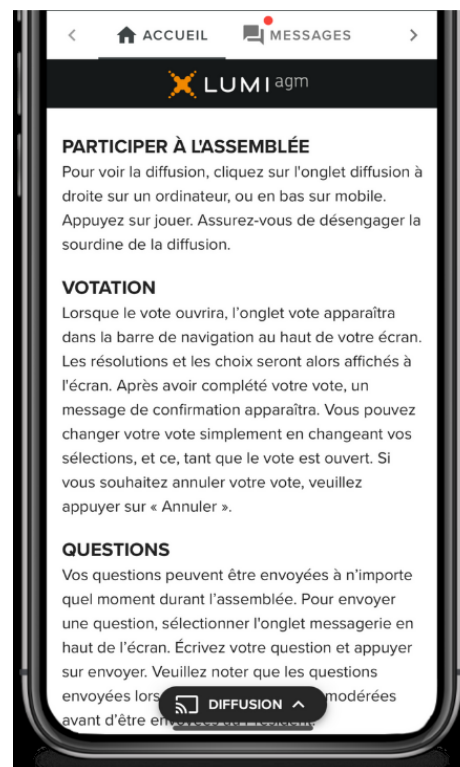 ACCUEIL MESSAGES
LUMI agm
PARTICIPER À L'ASSEMBLÉE
Pour voir la diffusion, cliquez sur l'onglet diffusion à
droite sur un ordinateur, ou en bas sur mobile.
Appuyez sur jouer. Assurez-vous de désengager la
sourdine de la diffusion.
VOTATION
Lorsque le vote ouvrira, l'onglet vote apparaîtra
dans la barre de navigation au haut de votre écran.
Les résolutions et les choix seront alors affichés à
l'écran. Après avoir complété votre vote, un
message de confirmation apparaîtra. Vous pouvez
changer votre vote simplement en changeant vos
sélections, et ce, tant que le vote est ouvert. Si
vous souhaitez annuler votre vote, veuillez
appuyer sur « Annuler ».
QUESTIONS
Vos questions peuvent être envoyées à n'importe
quel moment durant l'assemblée. Pour envoyer
une question, sélectionner l'onglet messagerie en
haut de l'écran. Écrivez votre question et appuyer
sur envoyer. Veuillez noter que les questions
envoyées modérées
avant d'être
DIFFUSION